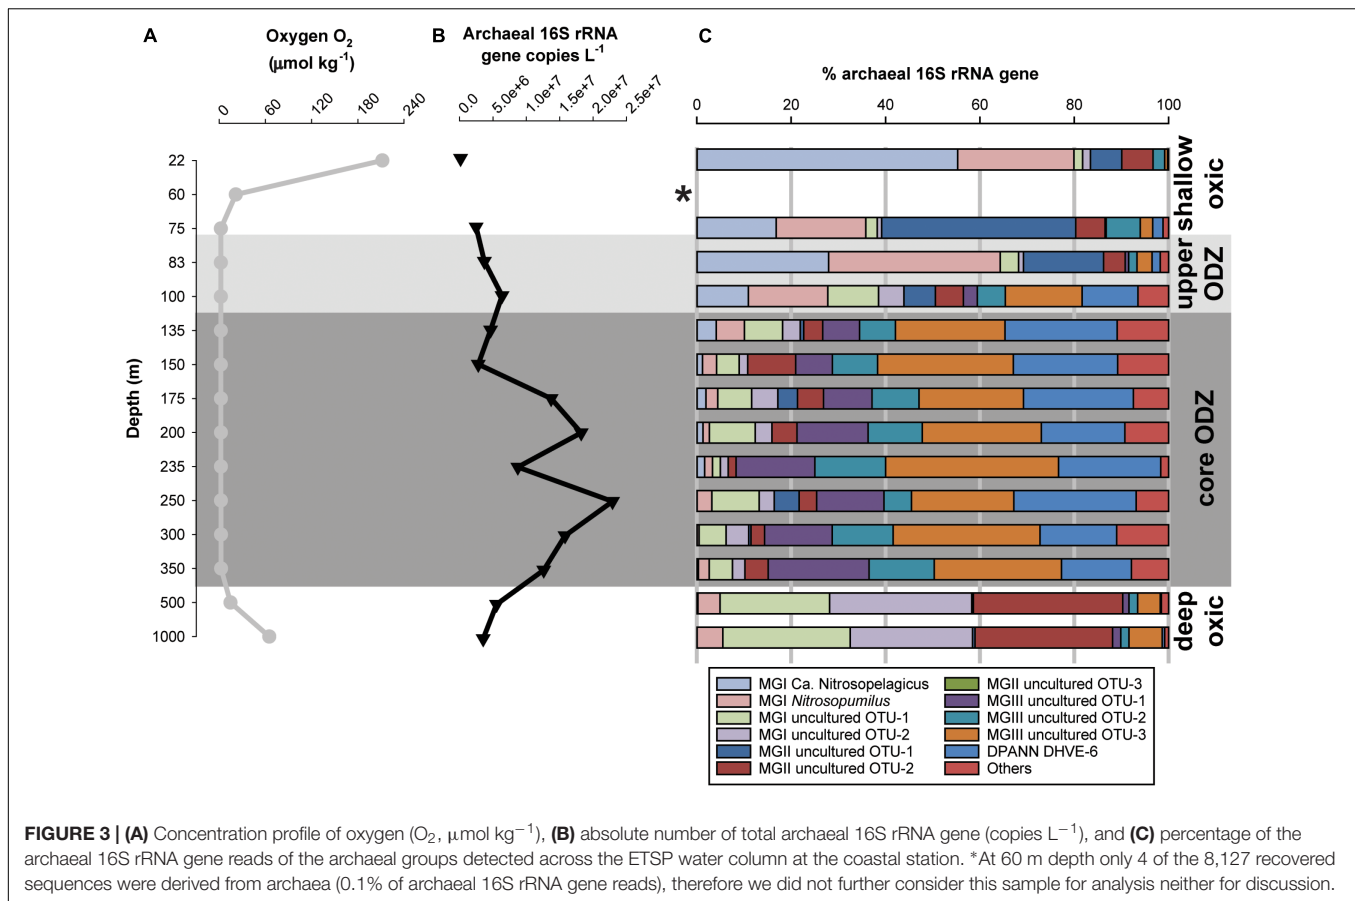 A
Oxygen O2
(µmol kg-1)
0
60
120
180
240
B
Archaeal 16S rRNA
gene copies L-1
0.0
5.0e+6
1.0e+7
1.5e+7
2.0e+7
2.5e+7
C
% archaeal 16S rRNA gene
0 20 40 60 80 100
Depth (m)
22
60
75
83
100
135
150
175
200
235
250
300
350
500
1000
*
shallow
oxic
upper
ODZ
core ODZ
deep
oxic
MGI Ca. Nitrosopelagicus
MGI Nitrosopumilus
MGI uncultured OTU-1
MGI uncultured OTU-2
MGII uncultured OTU-1
MGII uncultured OTU-2
MGII uncultured OTU-3
MGIII uncultured OTU-1
MGIII uncultured OTU-2
MGIII uncultured OTU-3
DPANN DHVE-6
Others
FIGURE 3 | (A) Concentration profile of oxygen (O2, µmol kg−1), (B) absolute number of total archaeal 16S rRNA gene (copies L−1), and (C) percentage of the
archaeal 16S rRNA gene reads of the archaeal groups detected across the ETSP water column at the coastal station. *At 60 m depth only 4 of the 8,127 recovered
sequences were derived from archaea (0.1% of archaeal 16S rRNA gene reads), therefore we did not further consider this sample for analysis neither for discussion.